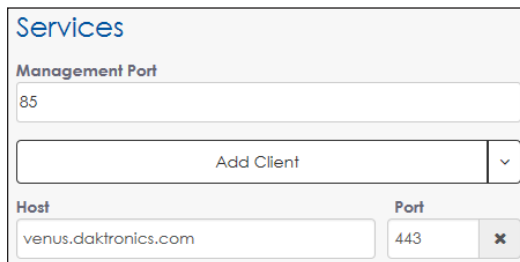 Services
Management Port
85
Add Client
Host Port
venus.daktronics.com 443